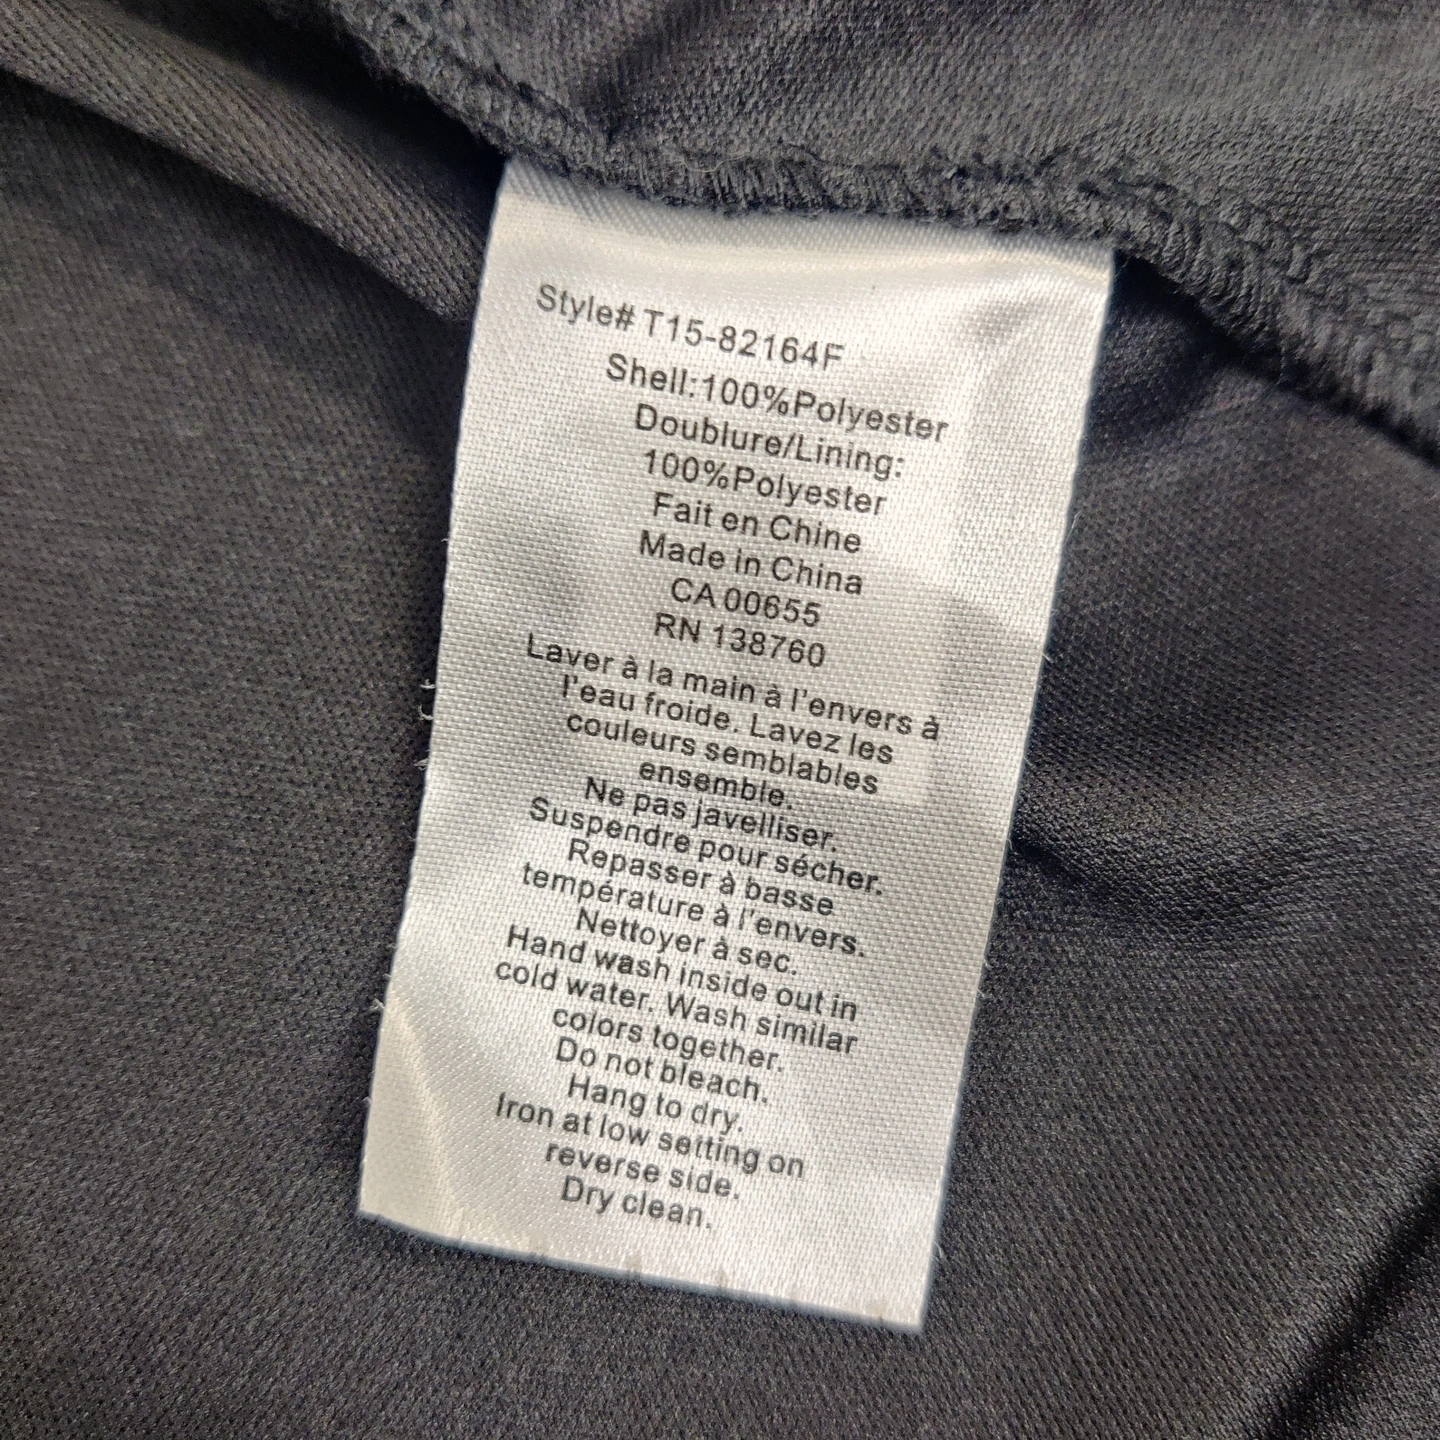 Style# T15-82164F
Shell:100%Polyester
Doublure/Lining:
100%Polyester
Fait en Chine
Made in China
CA 00655
RN 138760
Laver à la main à l'envers à
l'eau froide. Lavez les
couleurs semblables
ensemble.
Ne pas javelliser.
Suspendre pour sécher.
Repasser à basse
température à l'envers.
Nettoyer à sec.
Hand wash inside out in
cold water. Wash similar
colors together.
Do not bleach.
Hang to dry.
Iron at low setting on
reverse side.
Dry clean.